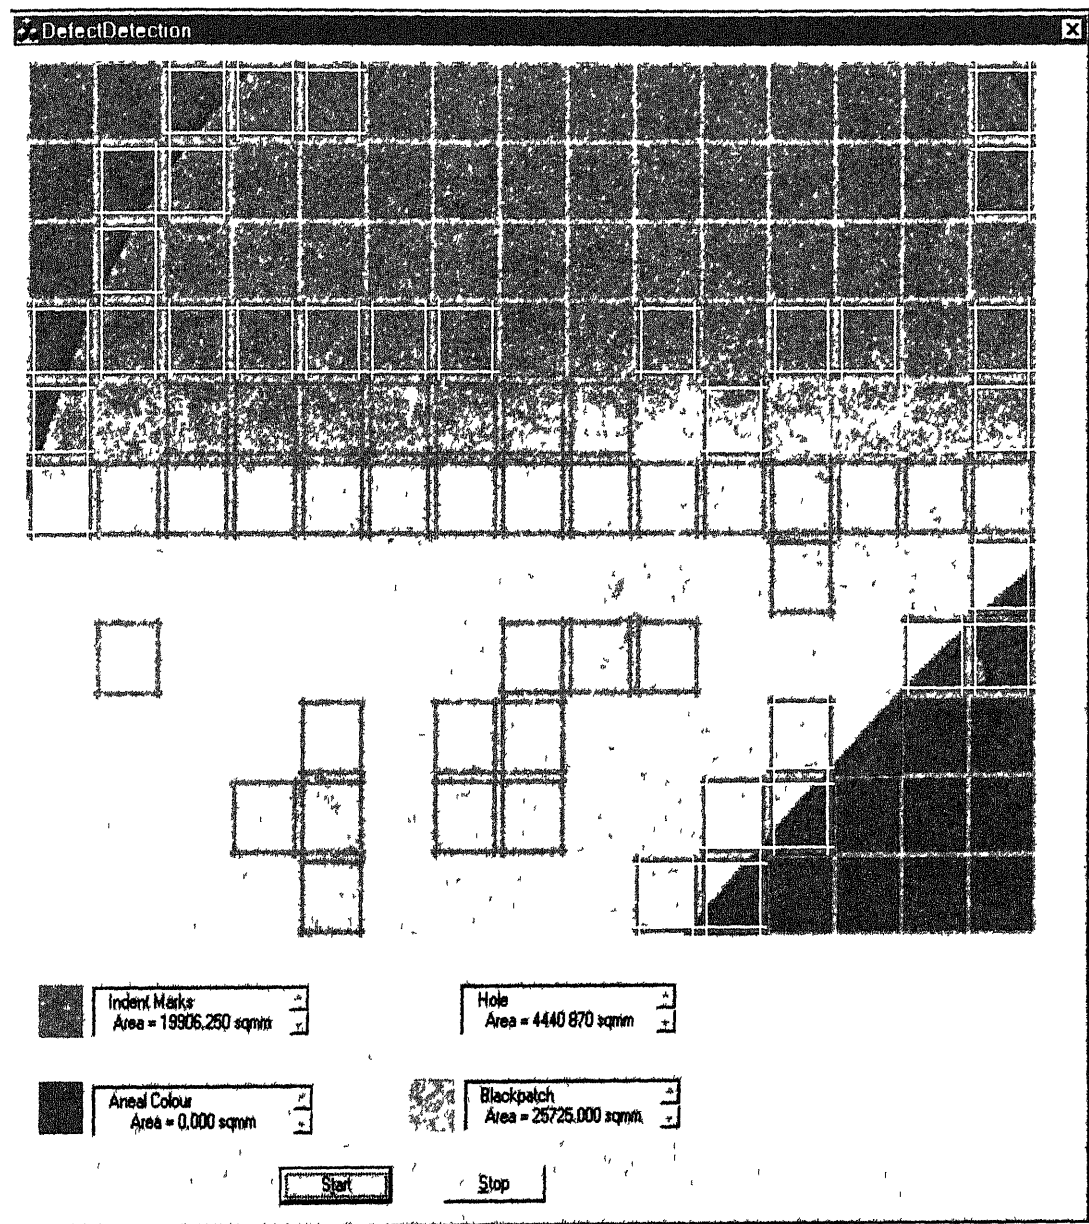 DefectDetection
Indent Marks
Area = 19906.250 sqmm
Hole
Area = 4440 870 sqmm
Aneal Colour
Area = 0.000 sqmm
Blackpatch
Area = 25725.000 sqmm
Start
Stop